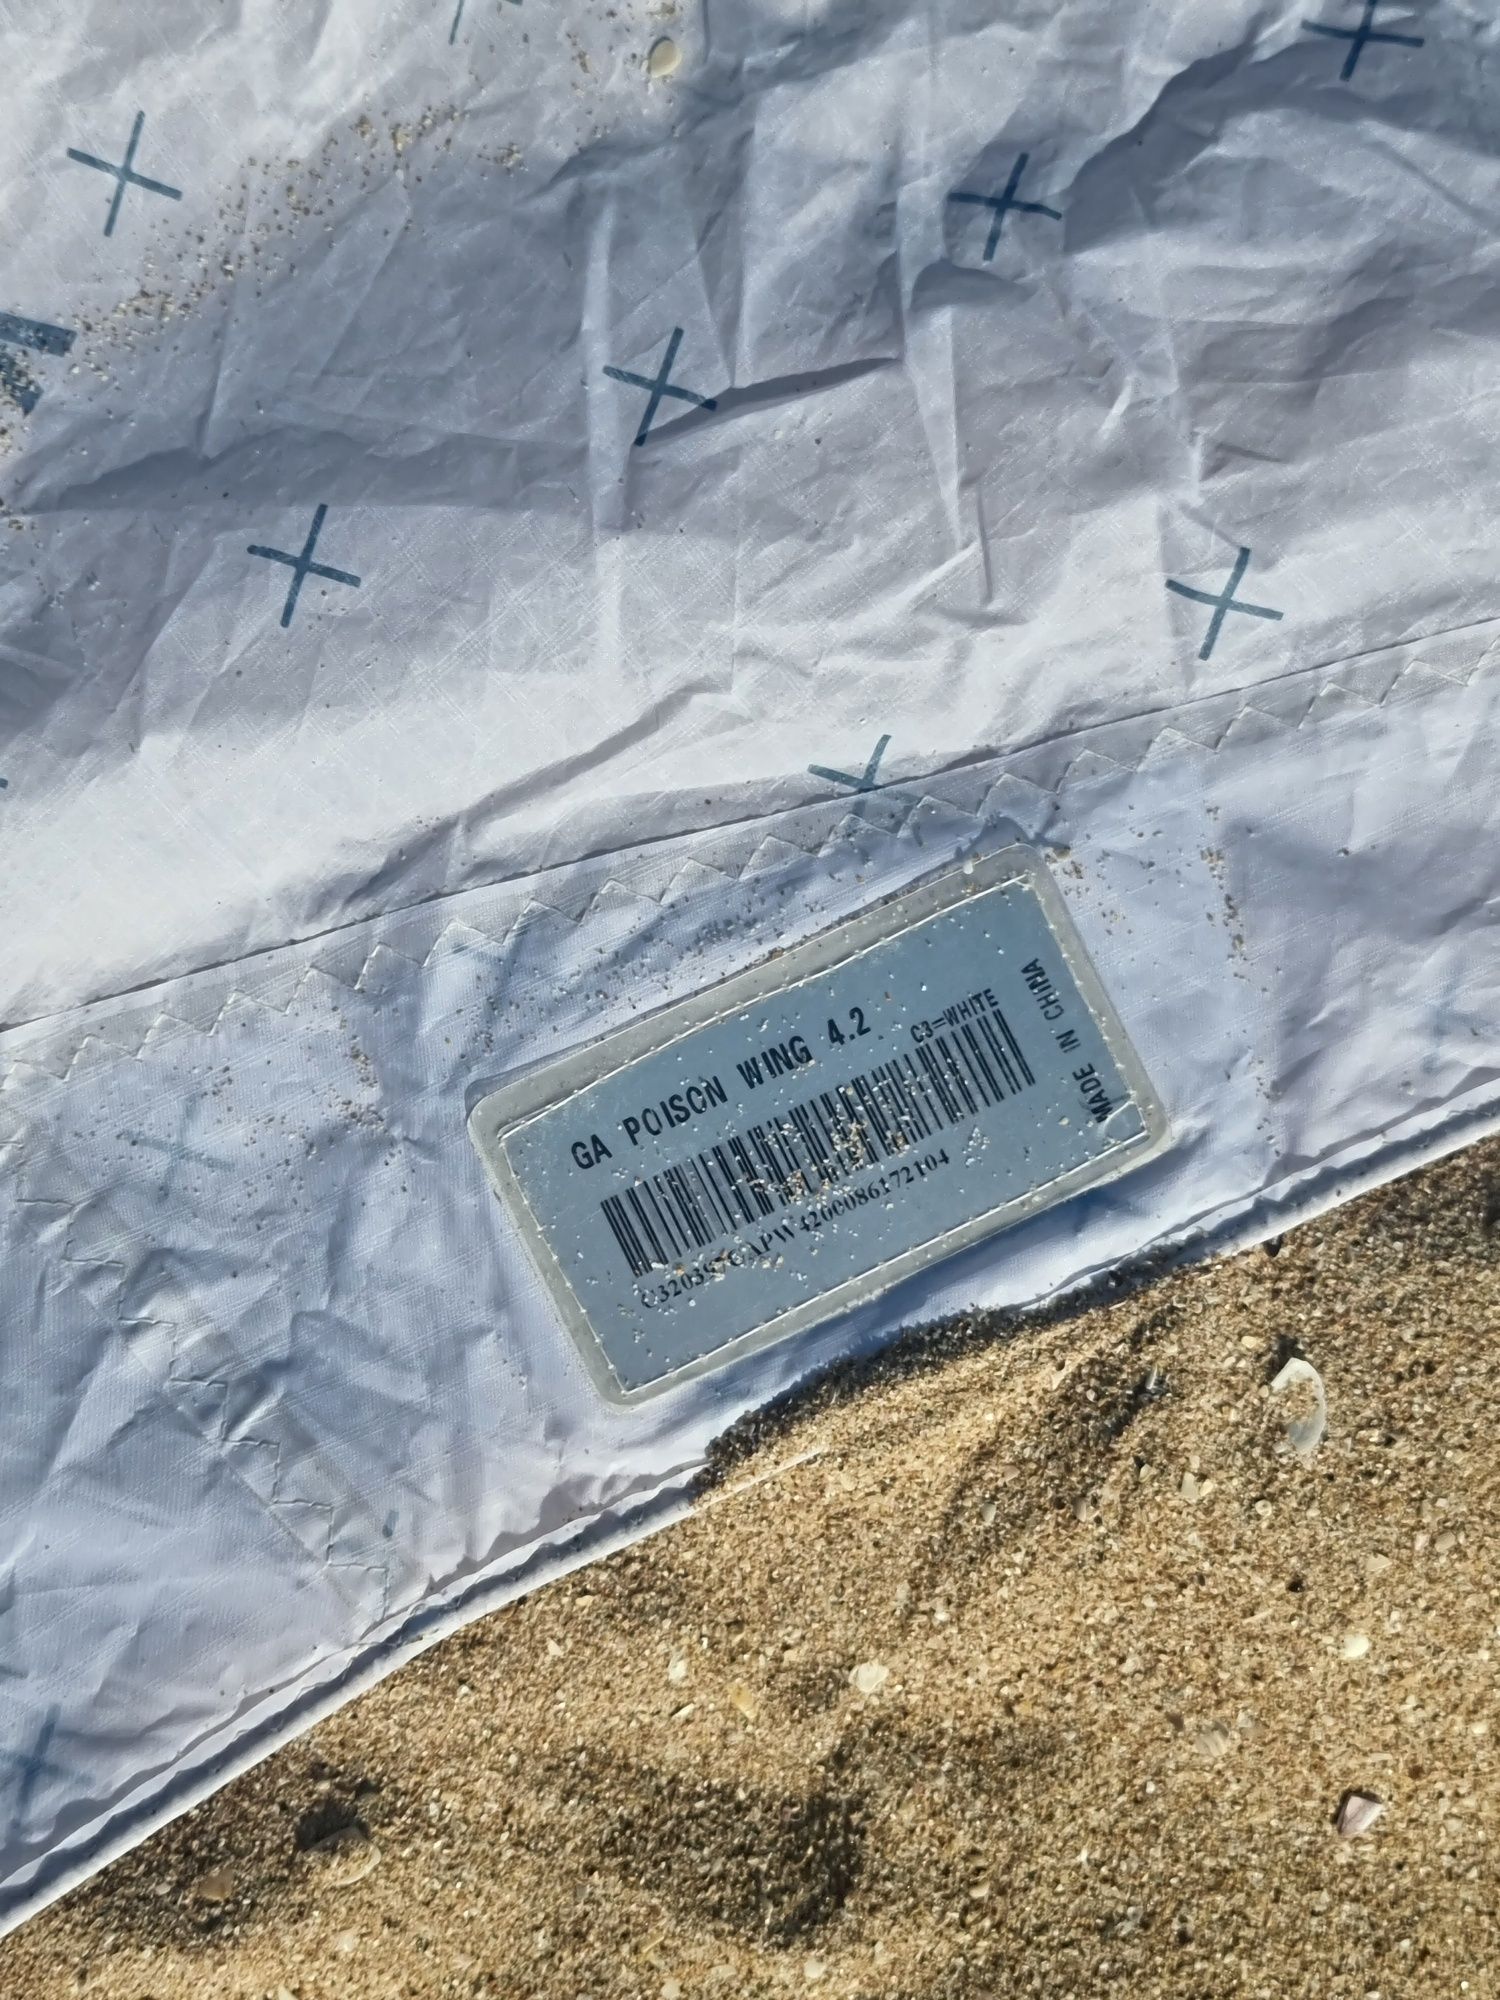 GA POISON WING 4.2
C3=WHITE
MADE IN CHINA